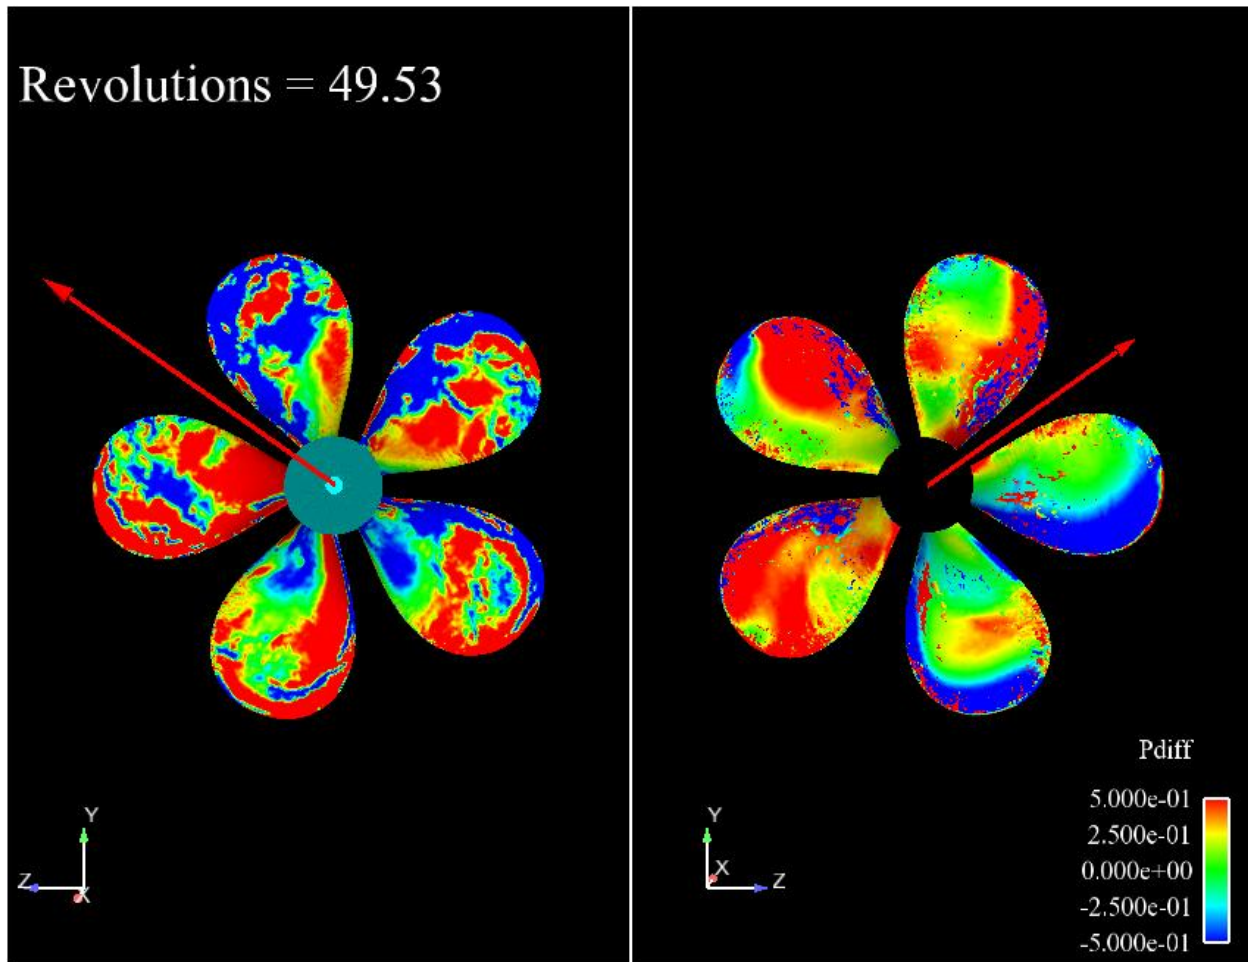 Revolutions = 49.53
Pdiff
5.000e-01
2.500e-01
0.000e+00
-2.500e-01
-5.000e-01
Y
Z
X
Y
X
Z